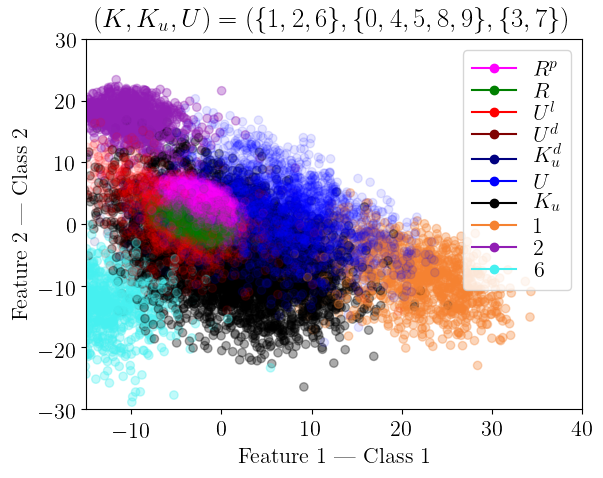 (K, K_u, U) = ({1, 2, 6}, {0, 4, 5, 8, 9}, {3, 7})
30
20
10
0
−10
−20
−30
Feature 2 — Class 2
R^p
R
U^l
U^d
K_u^d
U
K_u
1
2
6
−10
0
10
20
30
40
Feature 1 — Class 1